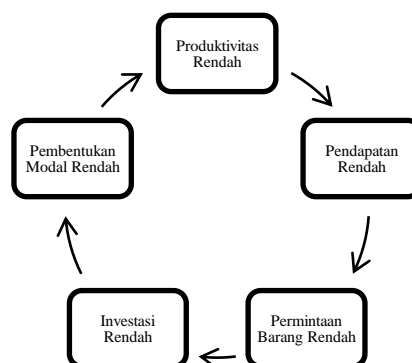 Produktivitas
Rendah
Pendapatan
Rendah
Permintaan
Barang Rendah
Investasi
Rendah
Pembentukan
Modal Rendah